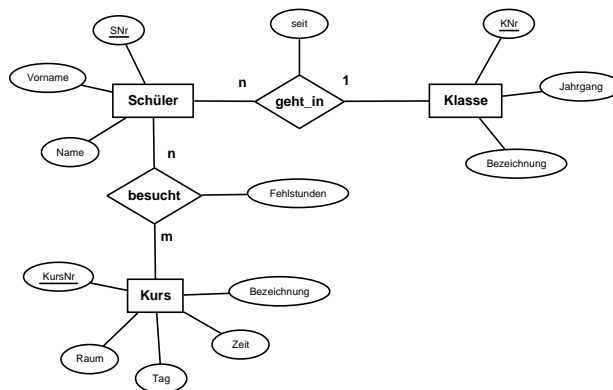 seit
SNr
KNr
Vorname
Schüler
n
geht_in
1
Klasse
Jahrgang
Name
n
Bezeichnung
besucht
Fehlstunden
m
KursNr
Kurs
Bezeichnung
Raum
Tag
Zeit